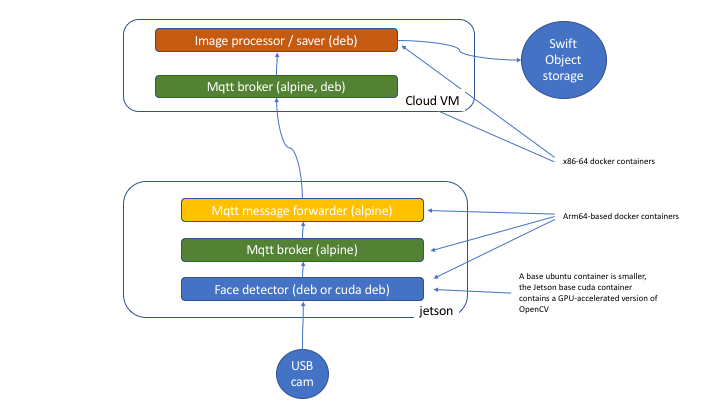 Image processor / saver (deb)
Swift
Object
storage
Mqtt broker (alpine, deb)
Cloud VM
x86-64 docker containers
Mqtt message forwarder (alpine)
Arm64-based docker containers
Mqtt broker (alpine)
Face detector (deb or cuda deb)
A base ubuntu container is smaller,
the Jetson base cuda container
contains a GPU-accelerated version of
OpenCV
jetson
USB
cam